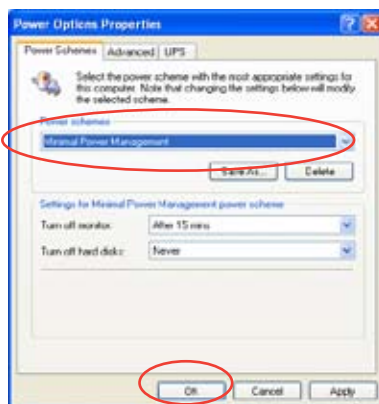 Power Options Properties
Power Schemes Advanced UPS
Select the power scheme with the most appropriate settings for
this computer. Note that changing the settings below will modify
the selected scheme.
Power schemes
Minimal Power Management
Save As... Delete
Settings for Minimal Power Management power scheme
Turn off monitor: After 15 mins
Turn off hard disks: Never
OK Cancel Apply